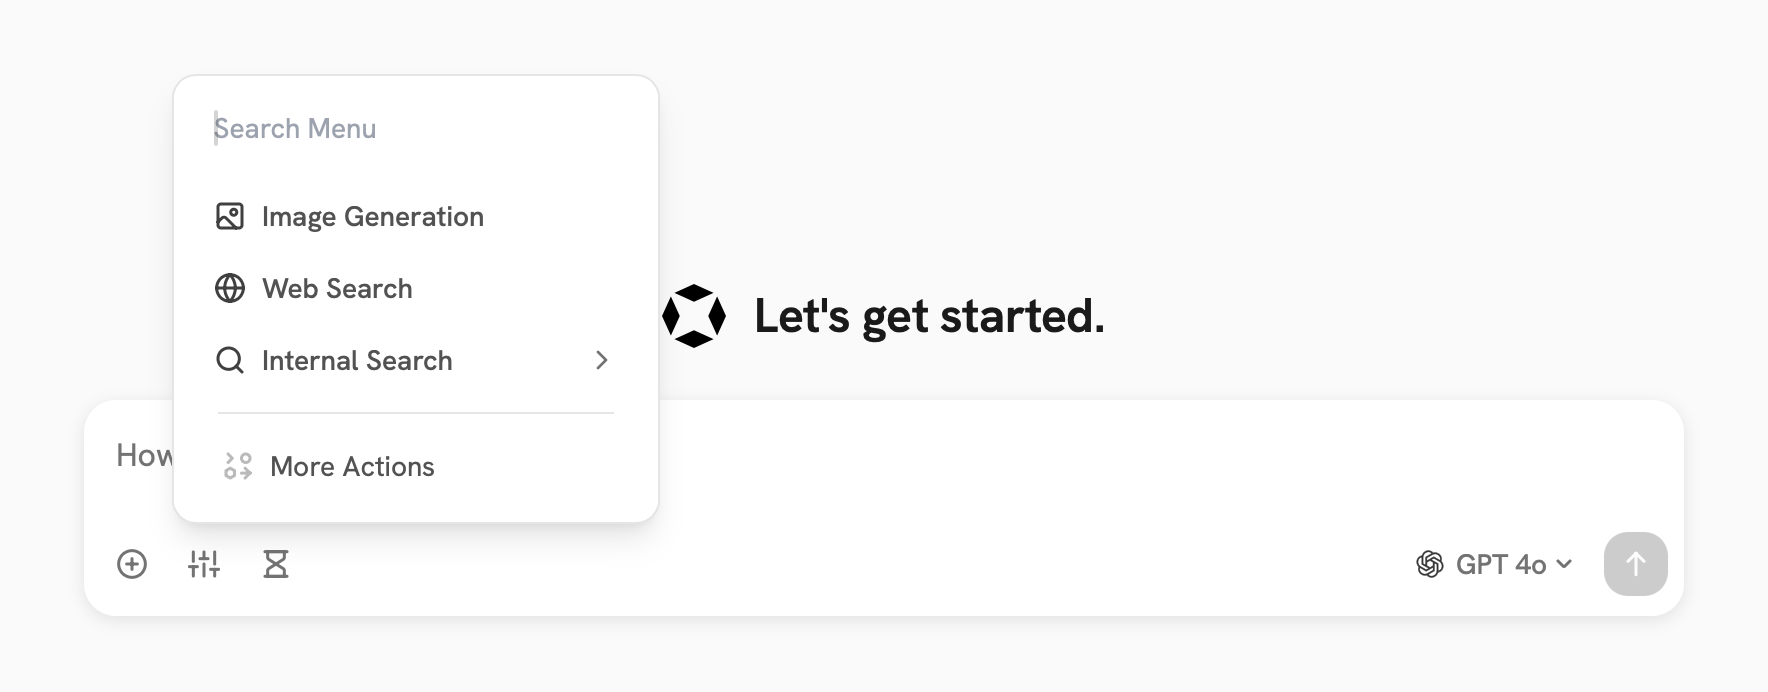 Search Menu
Image Generation
Web Search
Internal Search
More Actions
Let's get started.
How
GPT 4o